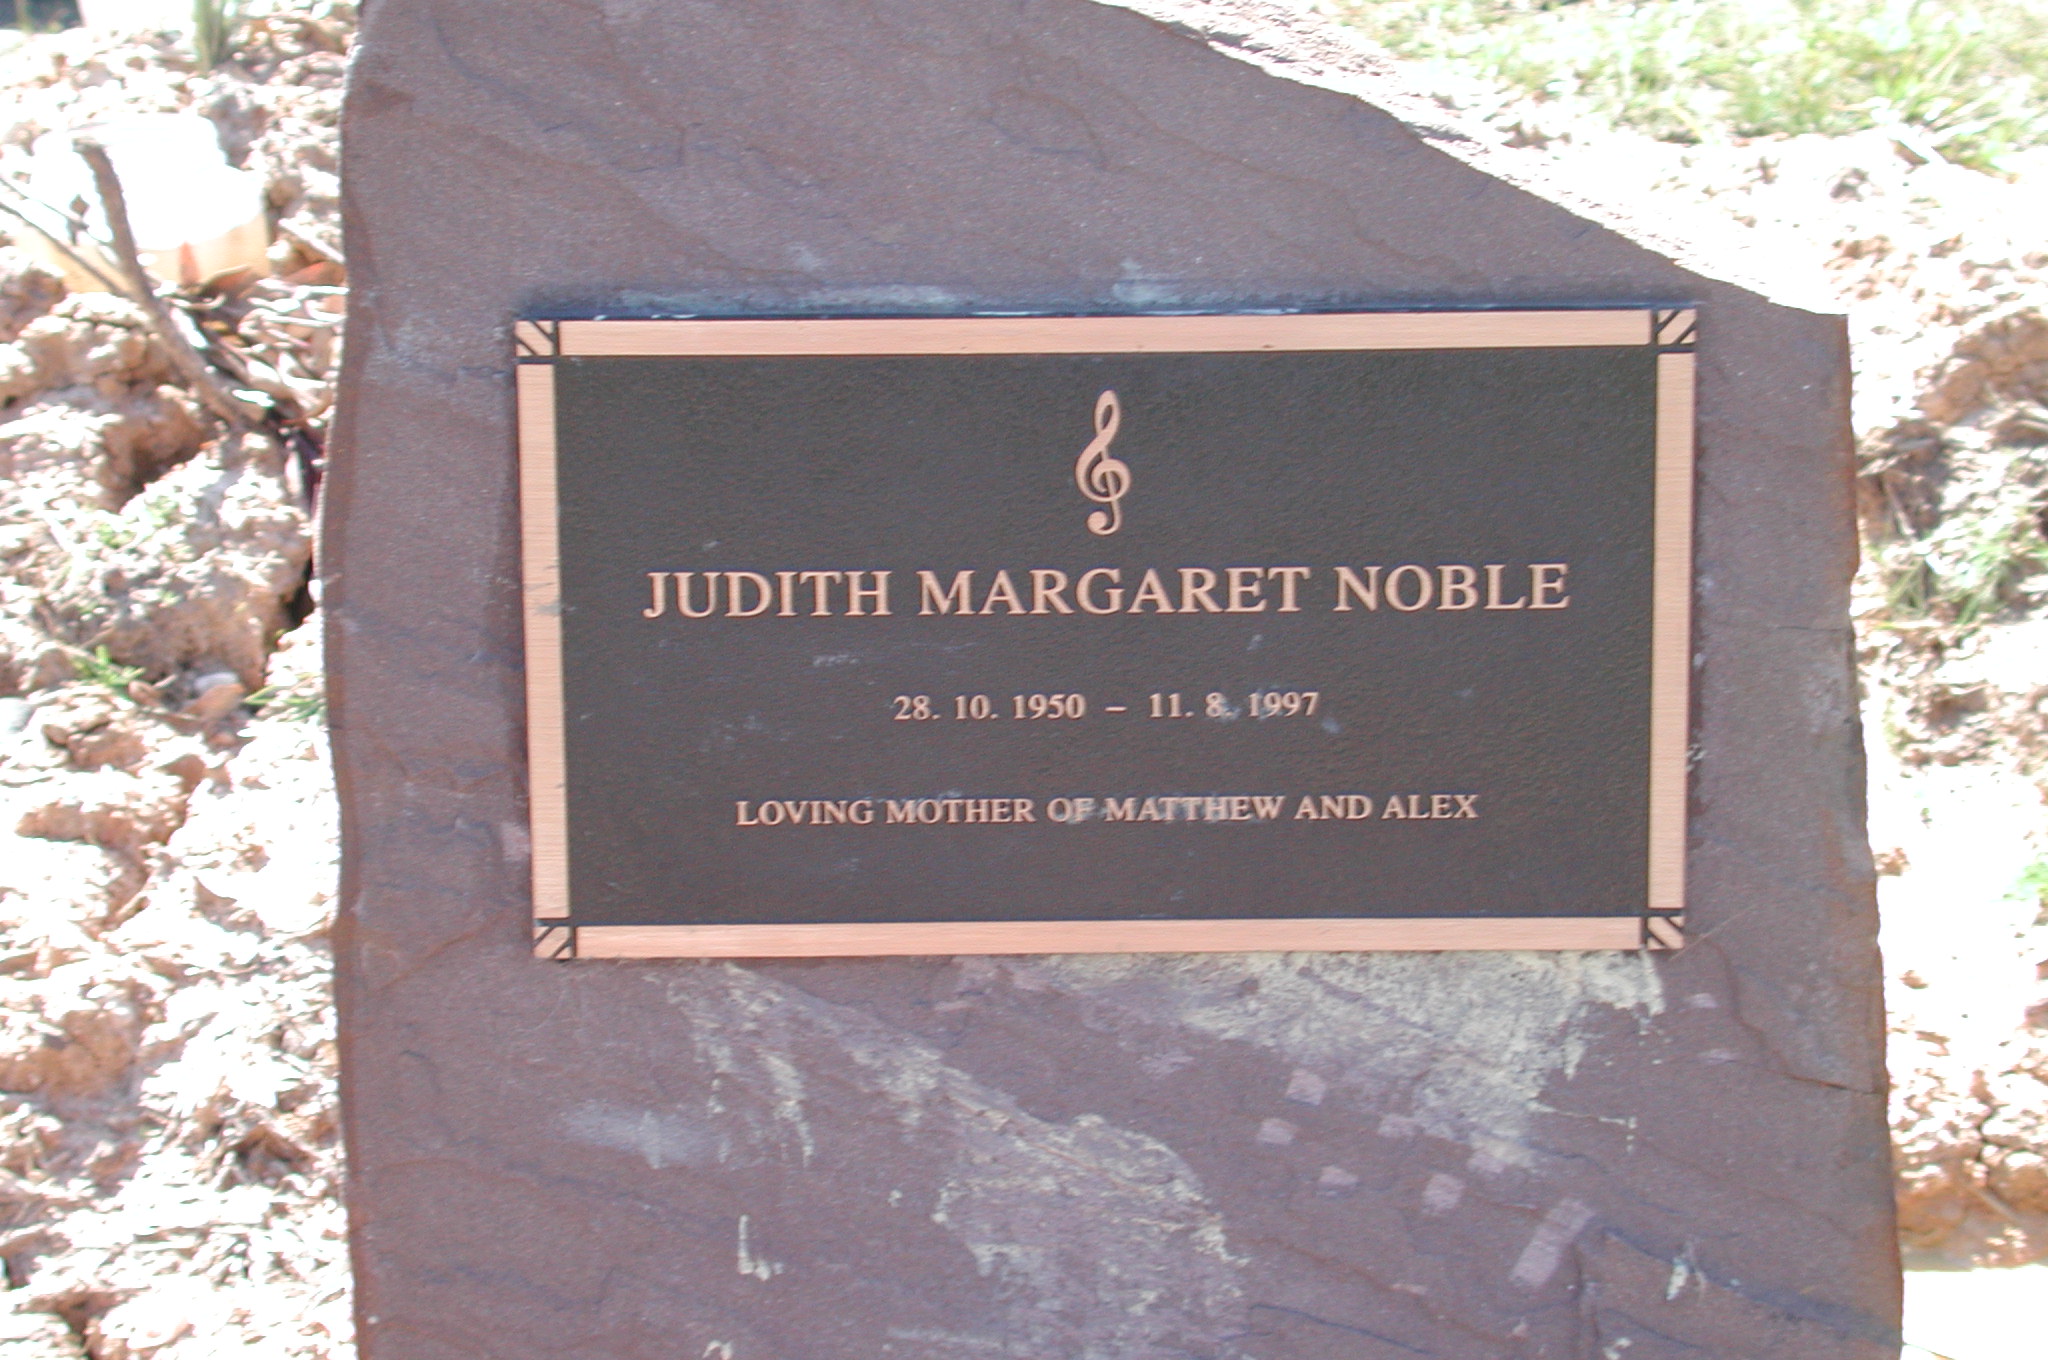 JUDITH MARGARET NOBLE
28. 10. 1950 – 11. 8. 1997
LOVING MOTHER OF MATTHEW AND ALEX